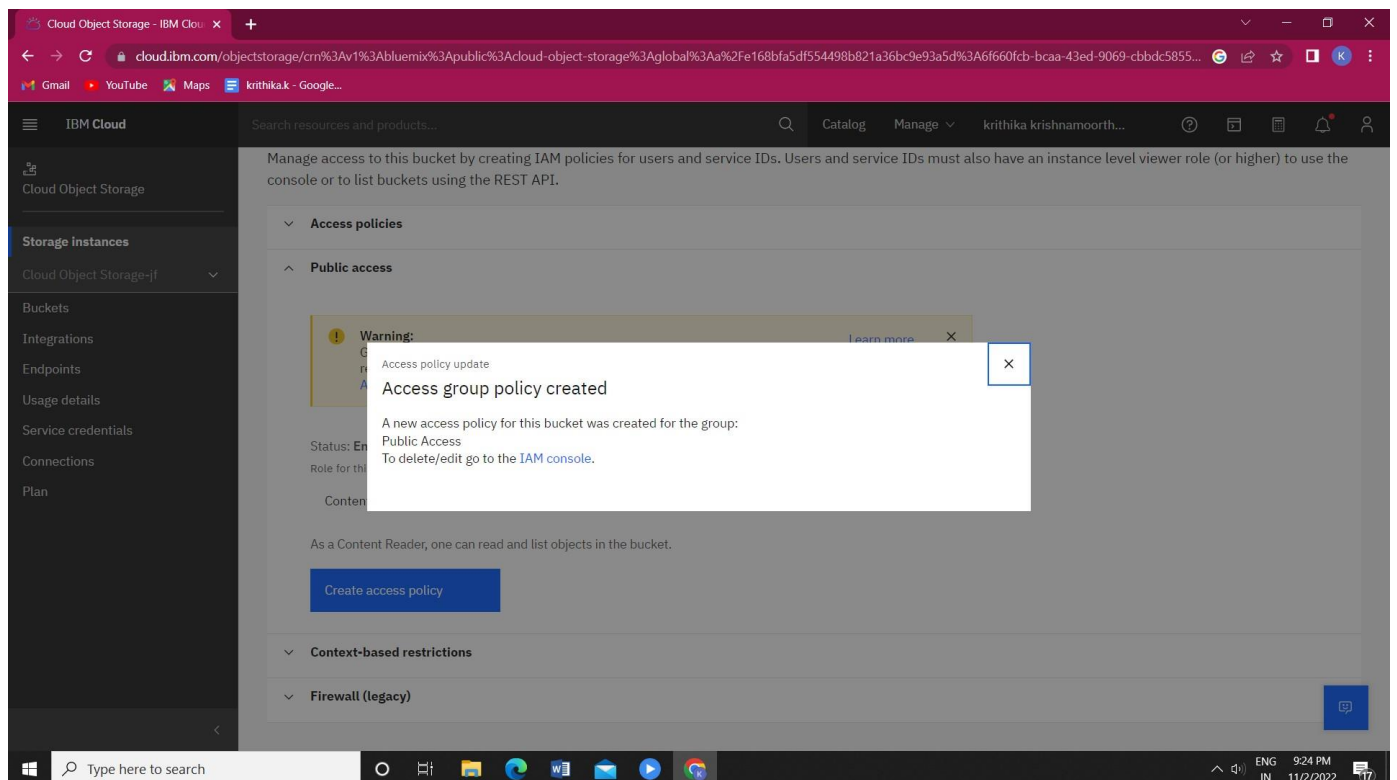 Cloud Object Storage - IBM Clou
cloud.ibm.com/objectstorage/crn%3Av1%3Abluemix%3Apublic%3Acloud-object-storage%3Aglobal%3Aa%2Fe168bfa5df554498b821a36bc9e93a5d%3A6f660fcb-bcaa-43ed-9069-cbbdc5855...
K
Gmail YouTube Maps krithika.k - Google...
IBM Cloud Search resources and products... Catalog Manage krithika krishnamoorth...
Manage access to this bucket by creating IAM policies for users and service IDs. Users and service IDs must also have an instance level viewer role (or higher) to use the
console or to list buckets using the REST API.
Cloud Object Storage
Storage instances
Cloud Object Storage-jf
Buckets
Integrations
Endpoints
Usage details
Service credentials
Connections
Plan
Access policies
Public access
Warning: Learn more
Access policy update
Access group policy created
A new access policy for this bucket was created for the group:
Public Access
To delete/edit go to the IAM console.
Status: En
Role for thi
Conten
As a Content Reader, one can read and list objects in the bucket.
Create access policy
Context-based restrictions
Firewall (legacy)
Type here to search
ENG 9:24 PM
IN 11/2/2022
17